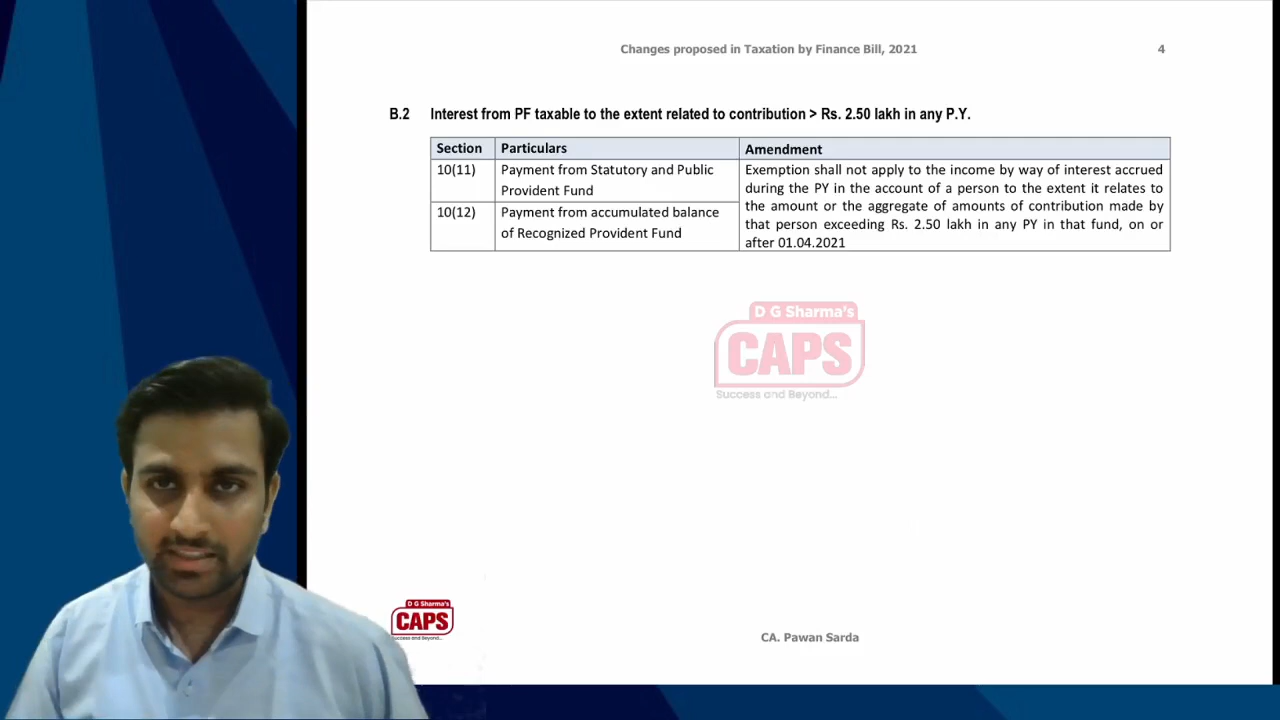 Changes proposed in Taxation by Finance Bill, 2021 4
B.2 Interest from PF taxable to the extent related to contribution > Rs. 2.50 lakh in any P.Y.
Section Particulars Amendment
10(11) Payment from Statutory and Public
Provident Fund
10(12) Payment from accumulated balance
of Recognized Provident Fund
Exemption shall not apply to the income by way of interest accrued
during the PY in the account of a person to the extent it relates to
the amount or the aggregate of amounts of contribution made by
that person exceeding Rs. 2.50 lakh in any PY in that fund, on or
after 01.04.2021
D G Sharma's
CAPS
Success and Beyond...
D G Sharma's
CAPS
Success and Beyond...
CA. Pawan Sarda